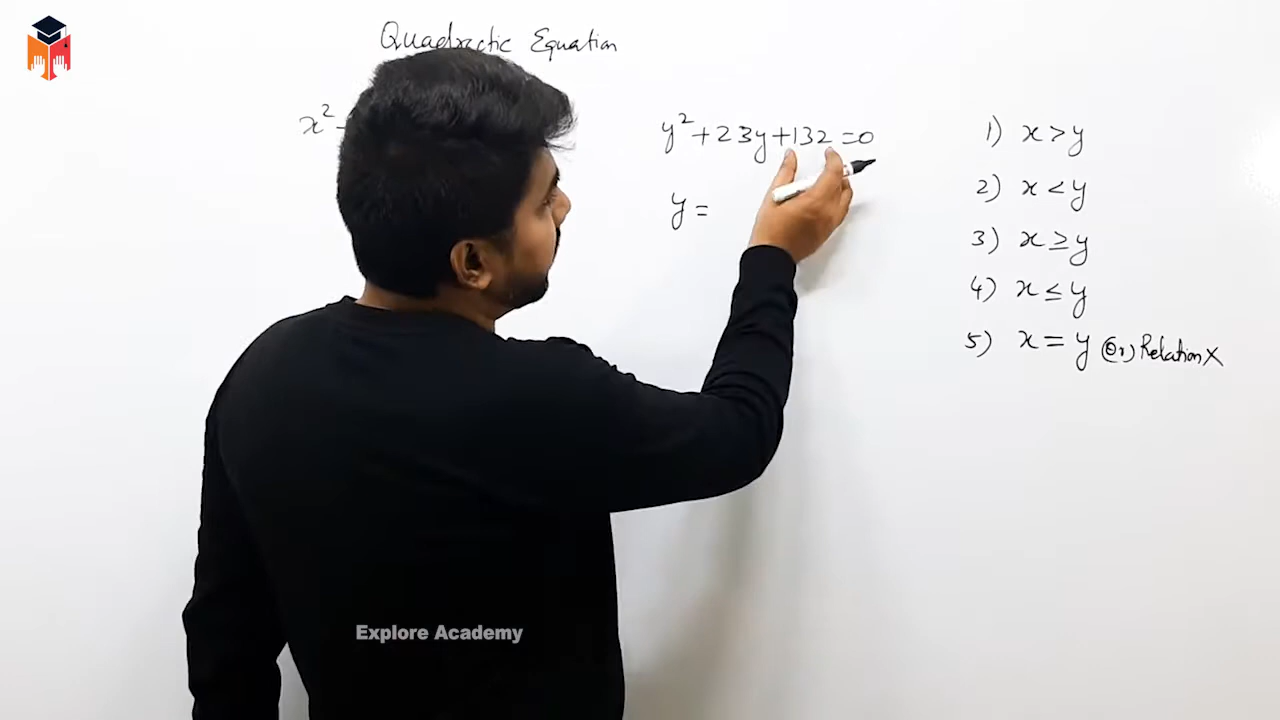 Quadractic Equation
x² -
y² + 23y + 132 = 0
y =
1) x > y
2) x < y
3) x ≥ y
4) x ≤ y
5) x = y (Or) Relation X
Explore Academy